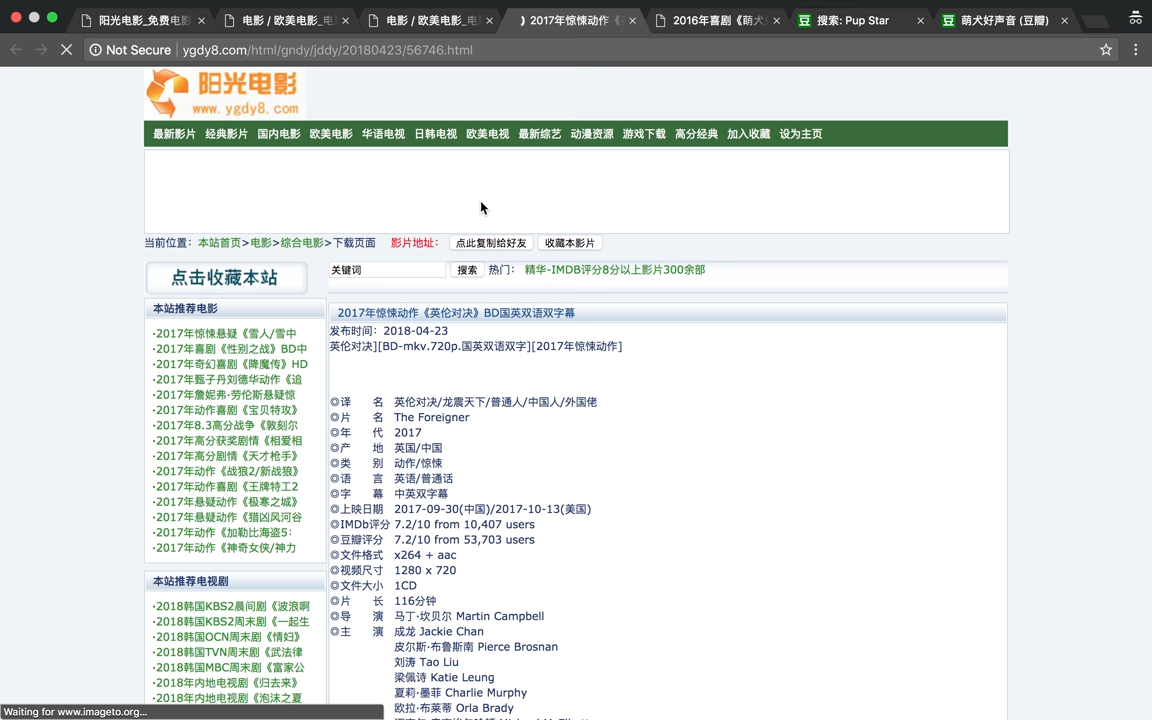 阳光电影_免费电影
电影 / 欧美电影_电
电影 / 欧美电影_电
2017年惊悚动作《
2016年喜剧《萌犬
豆 搜索: Pup Star
豆 萌犬好声音 (豆瓣)
Not Secure ygdy8.com/html/gndy/jddy/20180423/56746.html
阳光电影
www.ygdy8.com
最新影片 经典影片 国内电影 欧美电影 华语电视 日韩电视 欧美电视 最新综艺 动漫资源 游戏下载 高分经典 加入收藏 设为主页
当前位置: 本站首页>电影>综合电影>下载页面 影片地址: 点此复制给好友 收藏本影片
点击收藏本站
关键词 搜索 热门: 精华-IMDB评分8分以上影片300余部
本站推荐电影
·2017年惊悚悬疑《雪人/雪中
·2017年喜剧《性别之战》BD中
·2017年奇幻喜剧《降魔传》HD
·2017年甄子丹刘德华动作《追
·2017年詹妮弗·劳伦斯悬疑惊
·2017年动作喜剧《宝贝特攻》
·2017年8.3高分战争《敦刻尔
·2017年高分获奖剧情《相爱相
·2017年高分剧情《天才枪手》
·2017年动作《战狼2/新战狼》
·2017年动作喜剧《王牌特工2
·2017年悬疑动作《极寒之城》
·2017年悬疑动作《猎凶风河谷
·2017年动作《加勒比海盗5:
·2017年动作《神奇女侠/神力
本站推荐电视剧
·2018韩国KBS2晨间剧《波浪啊
·2018韩国KBS2周末剧《一起生
·2018韩国OCN周末剧《情妇》
·2018韩国TVN周末剧《武法律
·2018韩国MBC周末剧《富家公
·2018年内地电视剧《归去来》
·2018年内地电视剧《泡沫之夏
2017年惊悚动作《英伦对决》BD国英双语双字幕
发布时间: 2018-04-23
英伦对决][BD-mkv.720p.国英双语双字][2017年惊悚动作]
◎译 名 英伦对决/龙震天下/普通人/中国人/外国佬
◎片 名 The Foreigner
◎年 代 2017
◎产 地 英国/中国
◎类 别 动作/惊悚
◎语 言 英语/普通话
◎字 幕 中英双字幕
◎上映日期 2017-09-30(中国)/2017-10-13(美国)
◎IMDb评分 7.2/10 from 10,407 users
◎豆瓣评分 7.2/10 from 53,703 users
◎文件格式 x264 + aac
◎视频尺寸 1280 x 720
◎文件大小 1CD
◎片 长 116分钟
◎导 演 马丁·坎贝尔 Martin Campbell
◎主 演 成龙 Jackie Chan
皮尔斯·布鲁斯南 Pierce Brosnan
刘涛 Tao Liu
梁佩诗 Katie Leung
夏莉·墨菲 Charlie Murphy
欧拉·布莱蒂 Orla Brady
Waiting for www.imageto.org...